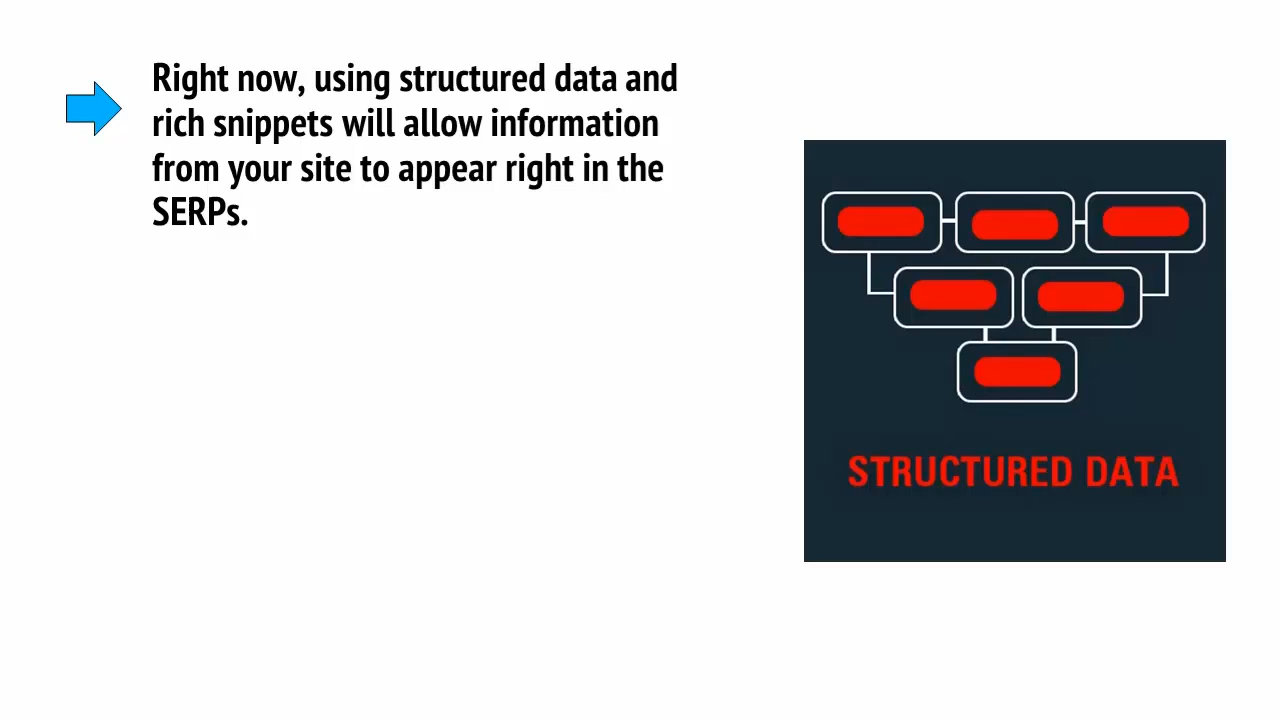 Right now, using structured data and
rich snippets will allow information
from your site to appear right in the
SERPs.
STRUCTURED DATA